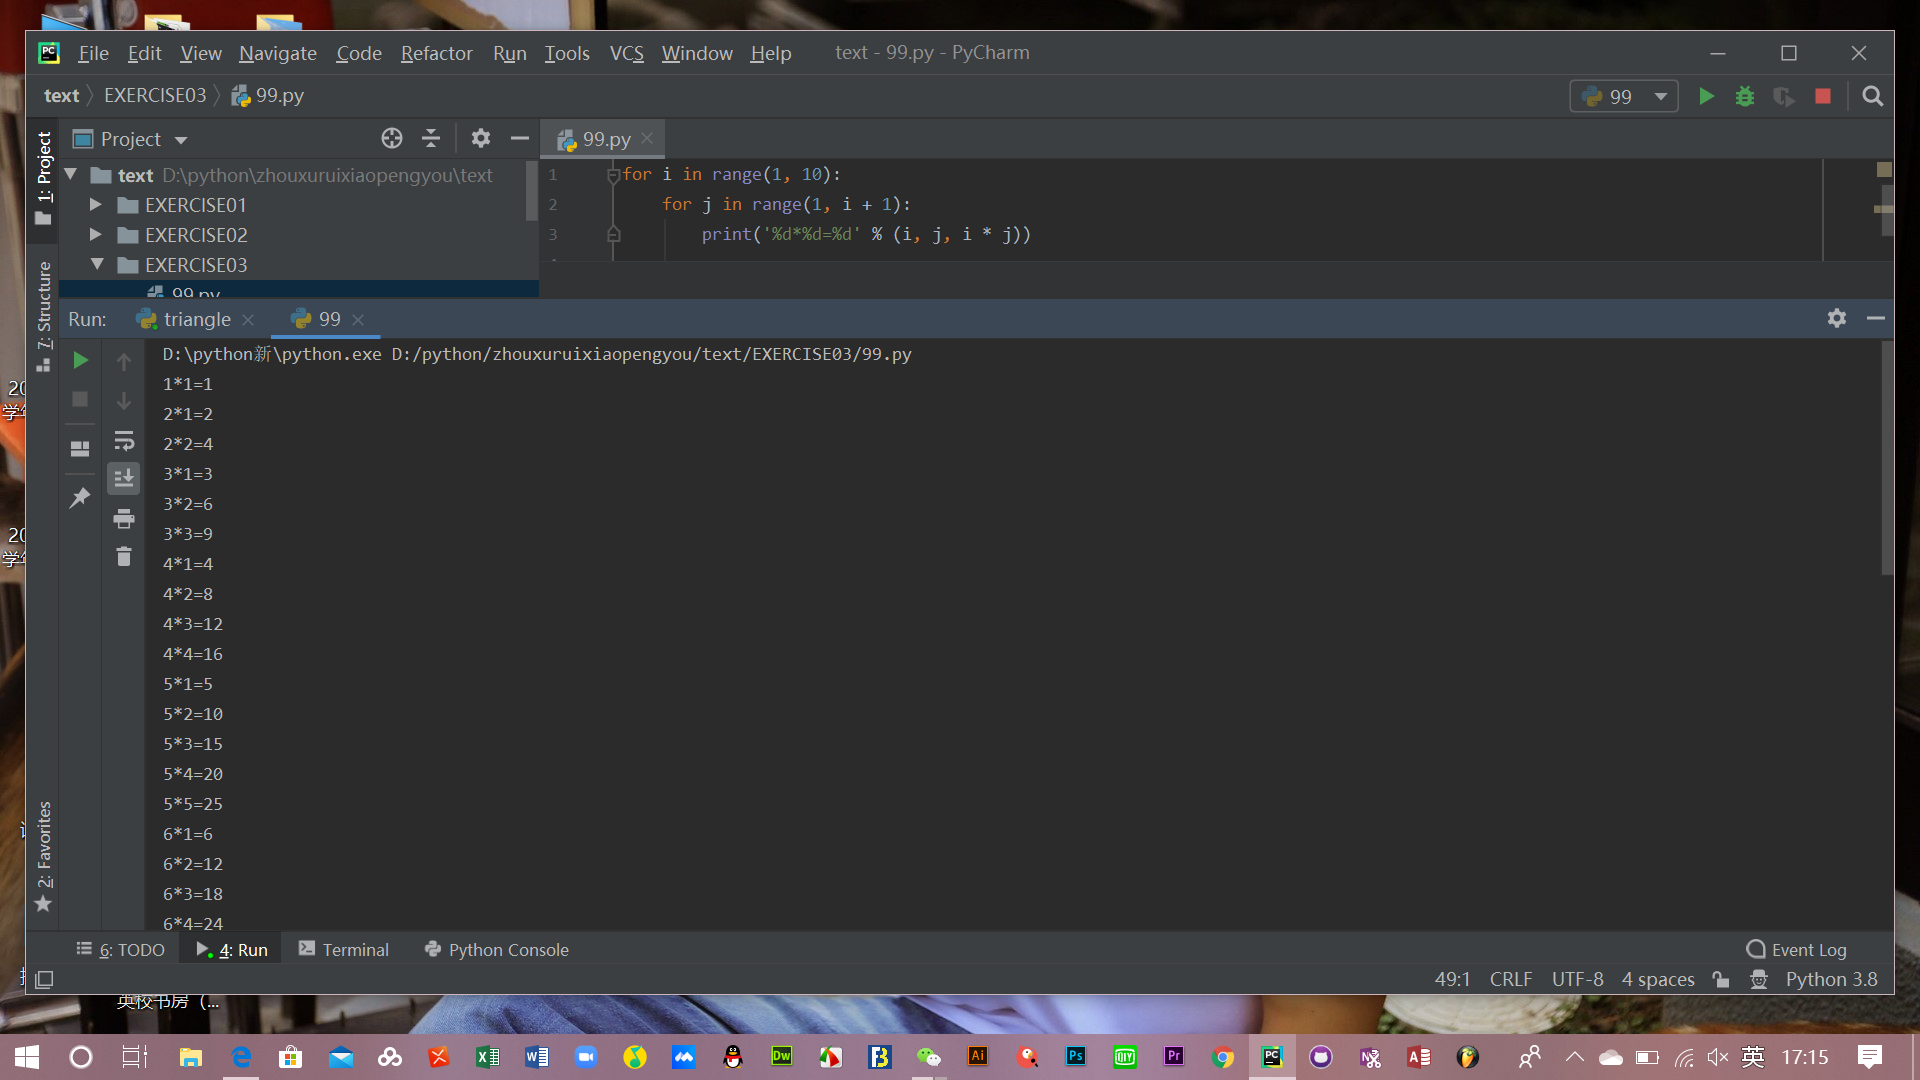 File Edit View Navigate Code Refactor Run Tools VCS Window Help text - 99.py - PyCharm
text EXERCISE03 99.py 99
1: Project
Project
99.py
text D:\python\zhouxuruixiaopengyou\text
EXERCISE01
EXERCISE02
EXERCISE03
99.py
1 for i in range(1, 10):
2 for j in range(1, i + 1):
3 print('%d*%d=%d' % (i, j, i * j))
7: Structure
Run: triangle 99
D:\python新\python.exe D:/python/zhouxuruixiaopengyou/text/EXERCISE03/99.py
1*1=1
2*1=2
2*2=4
3*1=3
3*2=6
3*3=9
4*1=4
4*2=8
4*3=12
4*4=16
5*1=5
5*2=10
5*3=15
5*4=20
5*5=25
6*1=6
6*2=12
6*3=18
6*4=24
2: Favorites
6: TODO 4: Run Terminal Python Console Event Log
49:1 CRLF UTF-8 4 spaces Python 3.8
英校书房（...
英 17:15